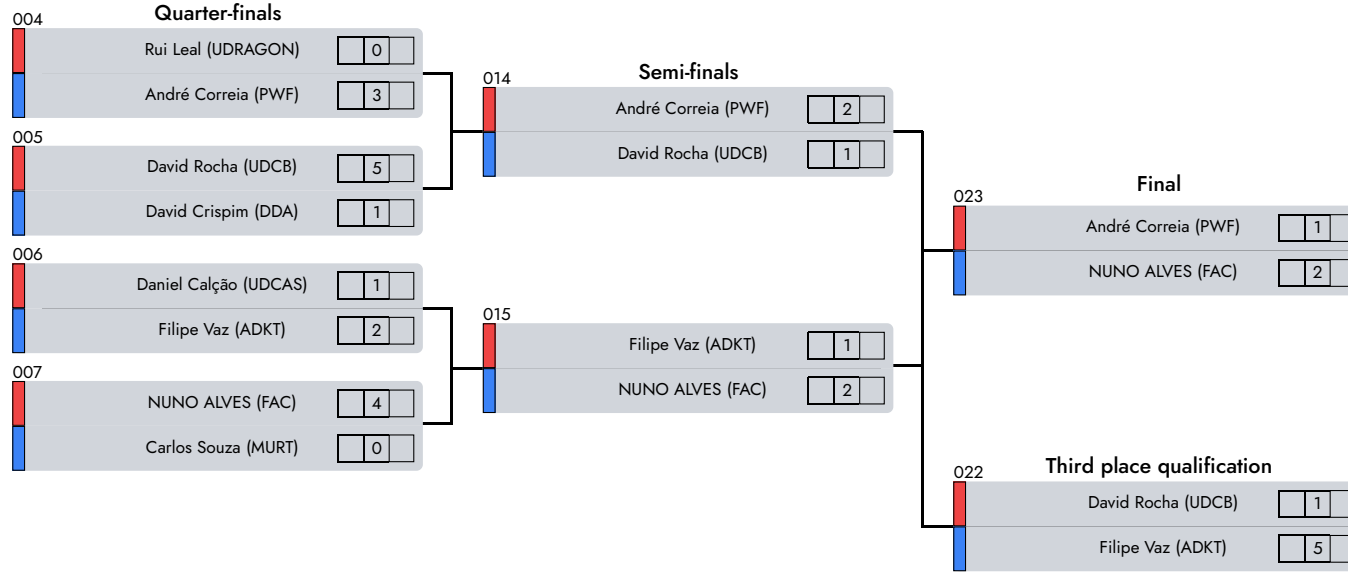 Quarter-finals
004
Rui Leal (UDRAGON) 0
André Correia (PWF) 3
005
David Rocha (UDCB) 5
David Crispim (DDA) 1
006
Daniel Calção (UDCAS) 1
Filipe Vaz (ADKT) 2
007
NUNO ALVES (FAC) 4
Carlos Souza (MURT) 0
Semi-finals
014
André Correia (PWF) 2
David Rocha (UDCB) 1
015
Filipe Vaz (ADKT) 1
NUNO ALVES (FAC) 2
Final
023
André Correia (PWF) 1
NUNO ALVES (FAC) 2
Third place qualification
022
David Rocha (UDCB) 1
Filipe Vaz (ADKT) 5